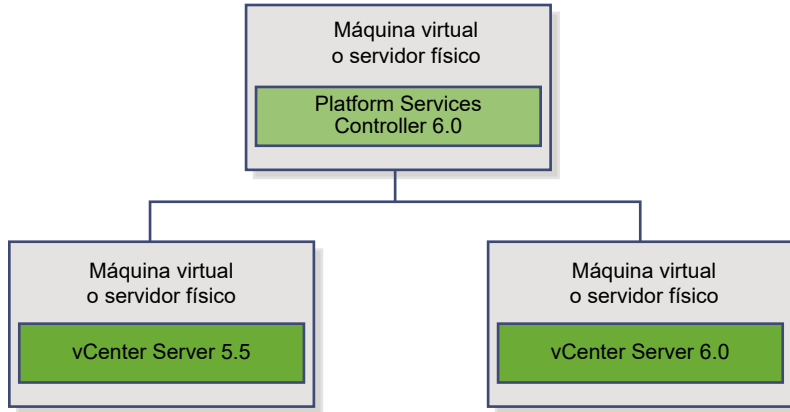 Máquina virtual
o servidor físico
Platform Services
Controller 6.0
Máquina virtual
o servidor físico
vCenter Server 5.5
Máquina virtual
o servidor físico
vCenter Server 6.0